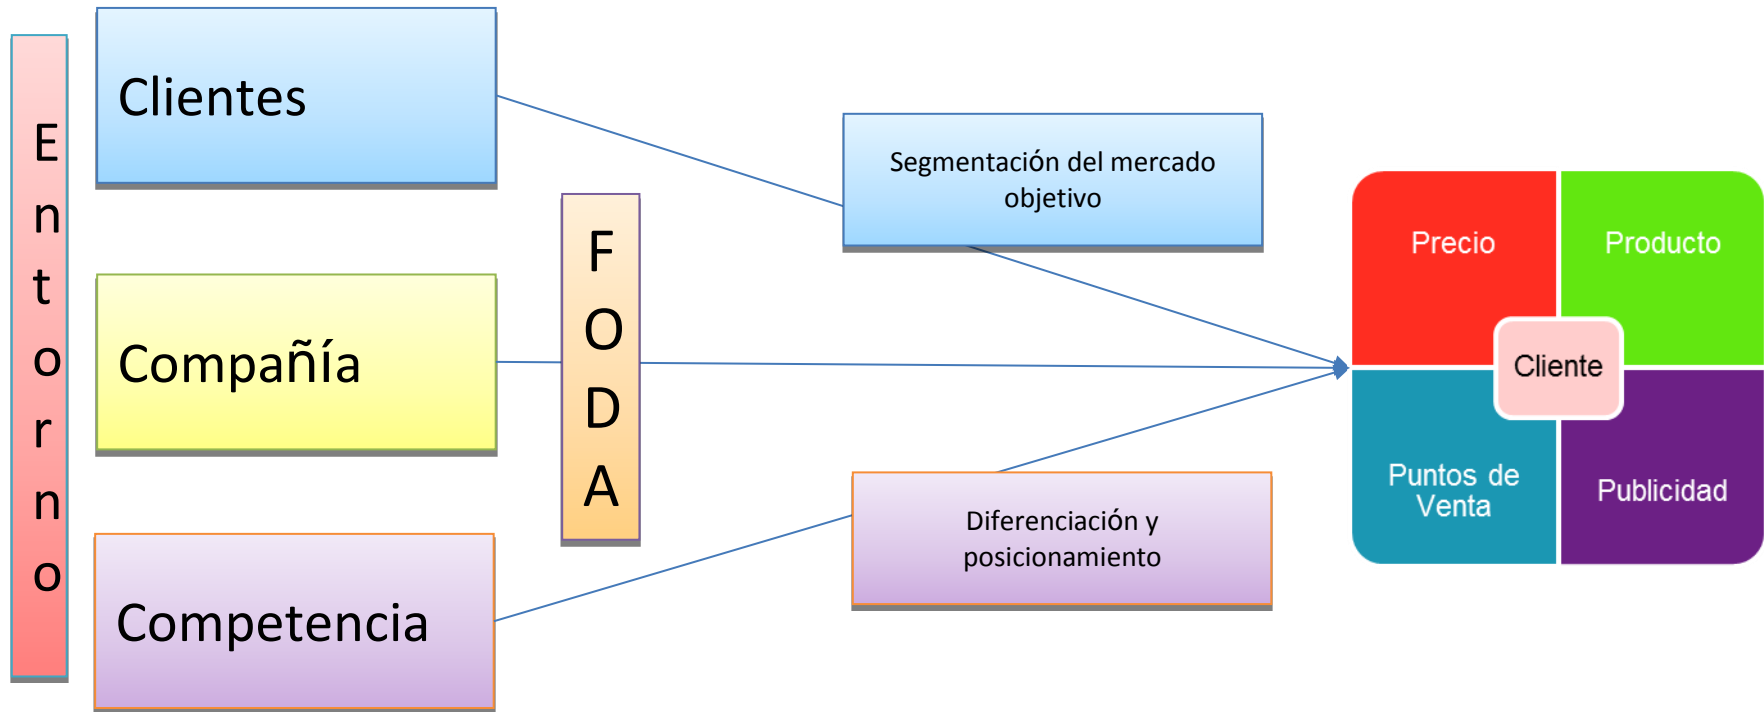 Entorno
Clientes
Compañía
Competencia
FODA
Segmentación del mercado
objetivo
Diferenciación y
posicionamiento
Precio
Producto
Cliente
Puntos de
Venta
Publicidad